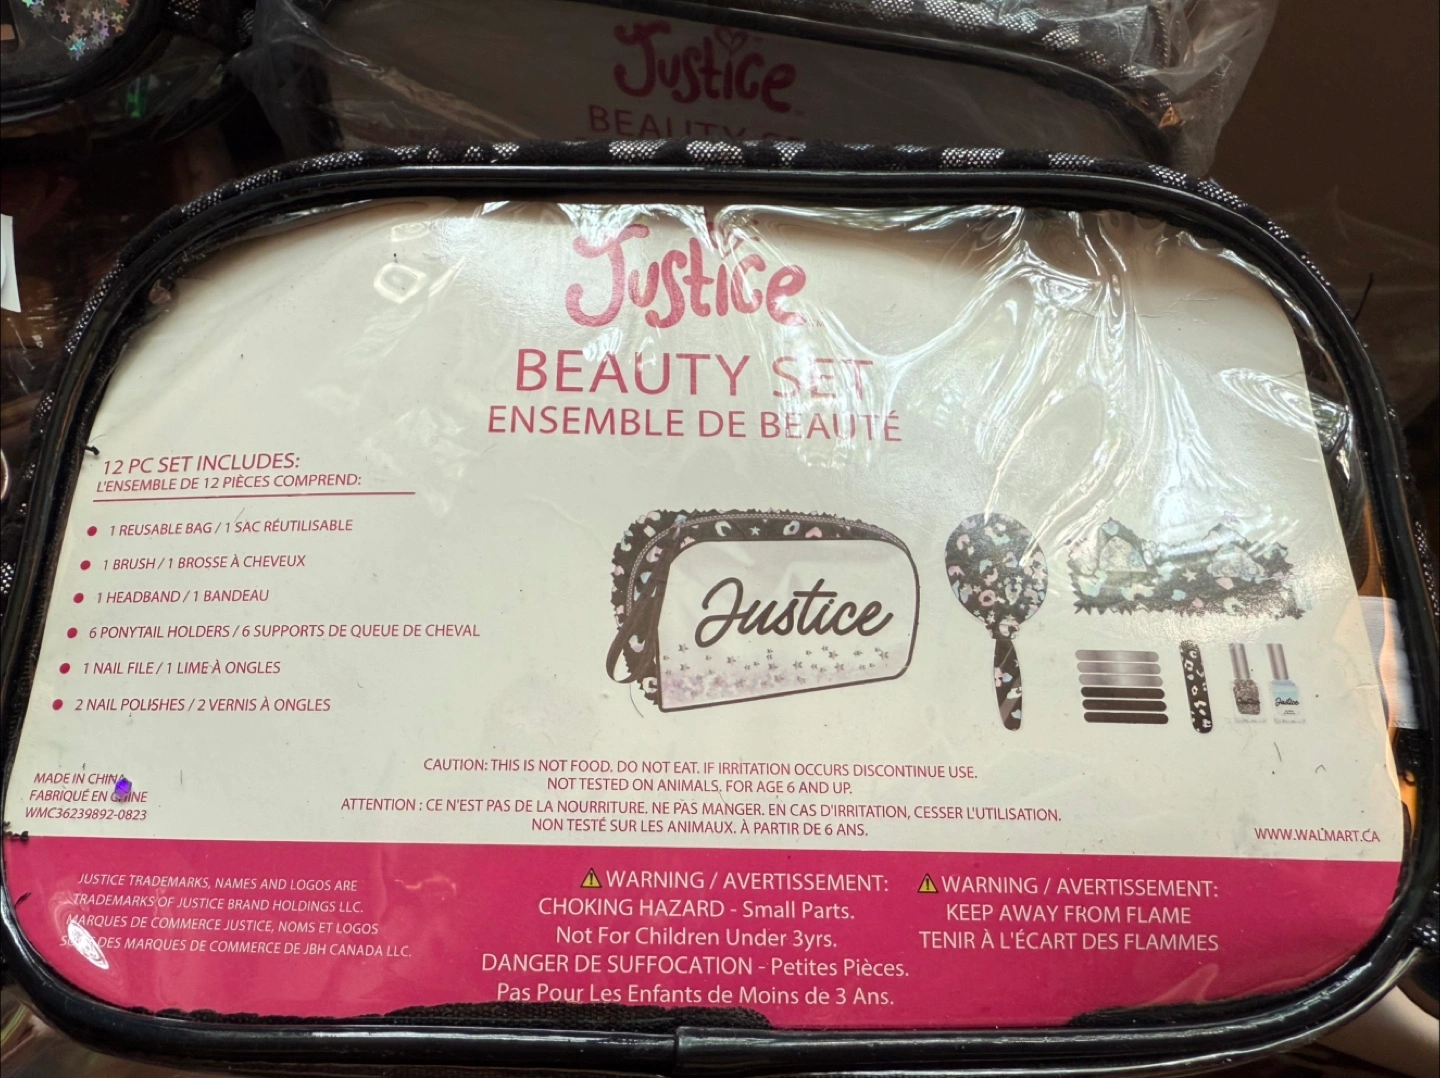 Justice
BEAUTY SE
Justice
BEAUTY SET
ENSEMBLE DE BEAUTÉ
12 PC SET INCLUDES:
L'ENSEMBLE DE 12 PIÈCES COMPREND:
• 1 REUSABLE BAG / 1 SAC RÉUTILISABLE
• 1 BRUSH / 1 BROSSE À CHEVEUX
• 1 HEADBAND / 1 BANDEAU
• 6 PONYTAIL HOLDERS / 6 SUPPORTS DE QUEUE DE CHEVAL
• 1 NAIL FILE / 1 LIME À ONGLES
• 2 NAIL POLISHES / 2 VERNIS À ONGLES
Justice
Justice
CAUTION: THIS IS NOT FOOD. DO NOT EAT. IF IRRITATION OCCURS DISCONTINUE USE.
NOT TESTED ON ANIMALS. FOR AGE 6 AND UP.
ATTENTION : CE N'EST PAS DE LA NOURRITURE. NE PAS MANGER. EN CAS D'IRRITATION, CESSER L'UTILISATION.
NON TESTÉ SUR LES ANIMAUX. À PARTIR DE 6 ANS.
MADE IN CHINA
FABRIQUÉ EN CHINE
WMC36239892-0823
WWW.WALMART.CA
JUSTICE TRADEMARKS, NAMES AND LOGOS ARE
TRADEMARKS OF JUSTICE BRAND HOLDINGS LLC.
MARQUES DE COMMERCE JUSTICE, NOMS ET LOGOS
DES MARQUES DE COMMERCE DE JBH CANADA LLC.
⚠ WARNING / AVERTISSEMENT:
CHOKING HAZARD - Small Parts.
Not For Children Under 3yrs.
DANGER DE SUFFOCATION - Petites Pièces.
Pas Pour Les Enfants de Moins de 3 Ans.
⚠ WARNING / AVERTISSEMENT:
KEEP AWAY FROM FLAME
TENIR À L'ÉCART DES FLAMMES